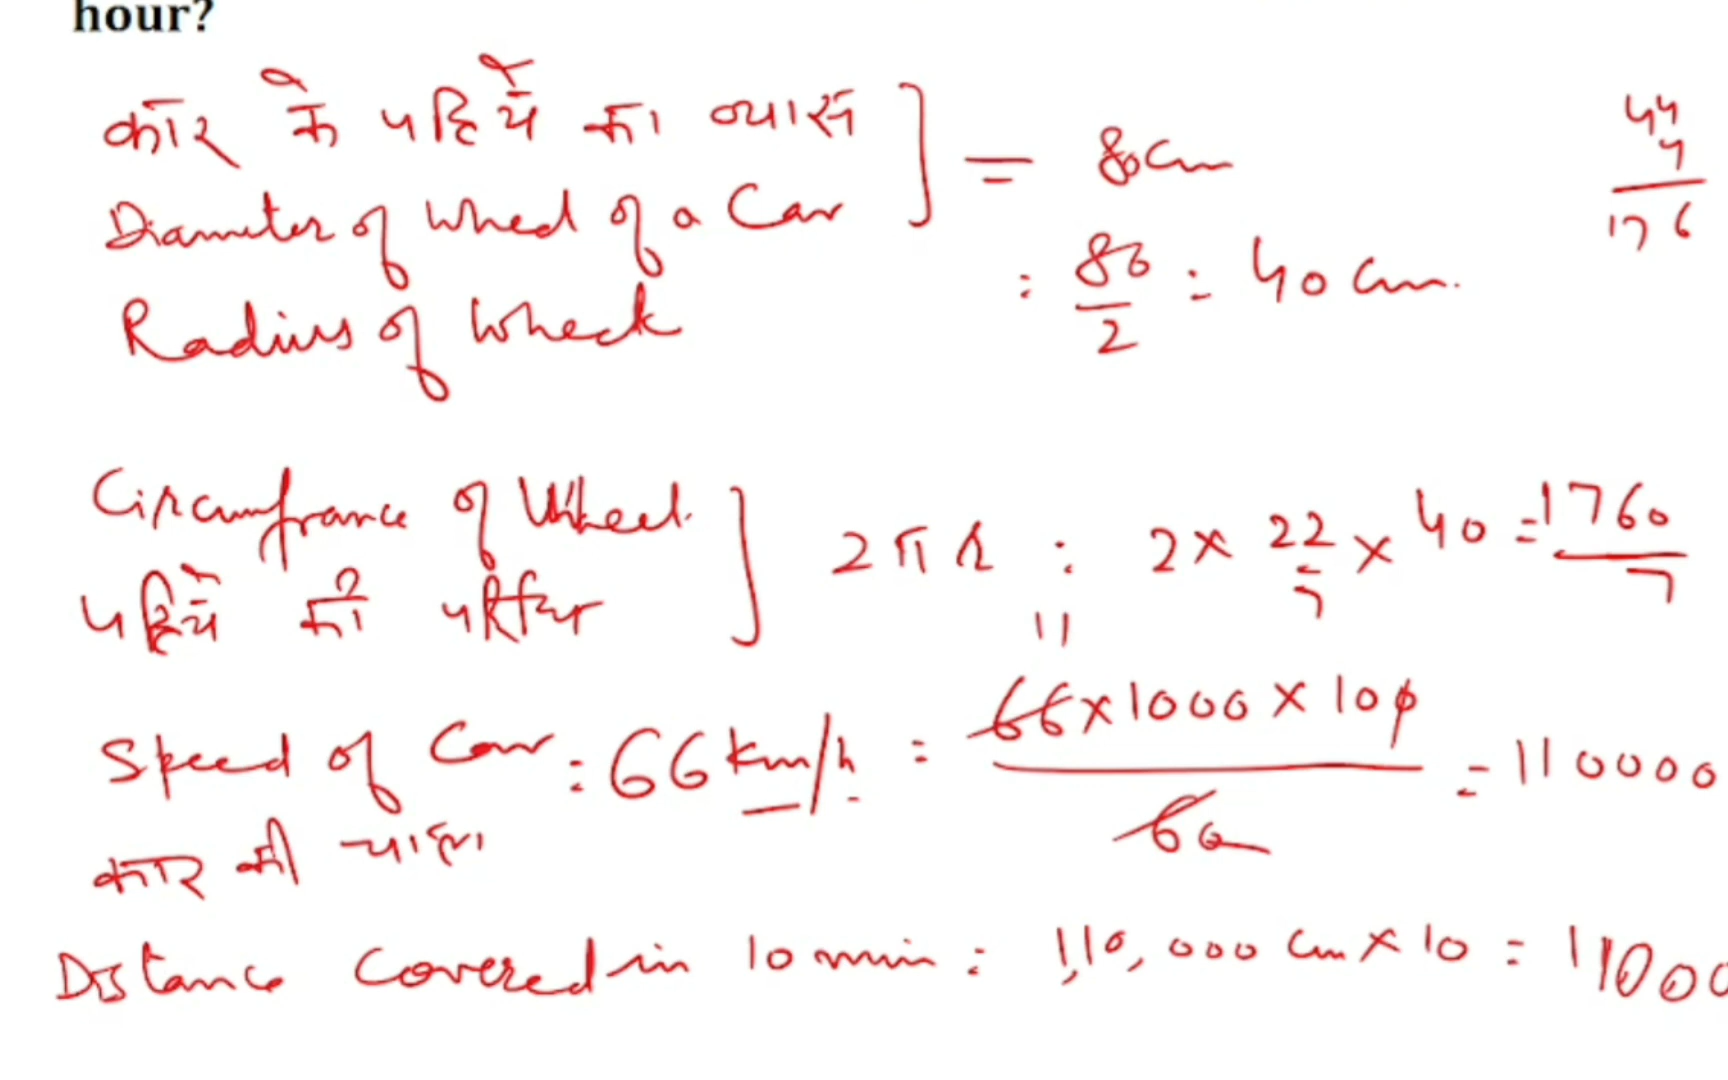 hour?
कार के पहिये का व्यास ] = 80cm
Diameter of Wheel of a Car
Radius of Wheel : 80/2 : 40 cm.
44
4
176
Circumfrance of Wheel ] 2πr : 2 x 22/7 x 40 = 1760/7
पहिये की परिधि
Speed of Car : 66 km/h = 66x1000 x 100/60 = 110000
कार की चाल
Distance covered in 10 min : 110,000 cm x 10 = 11000